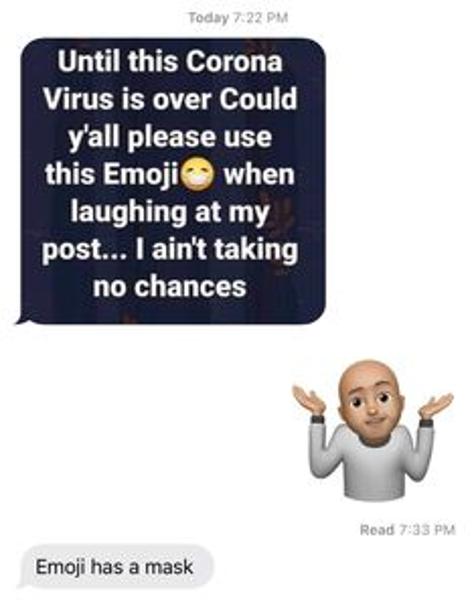 Today 7:22 PM
Until this Corona
Virus is over Could
y'all please use
this Emoji😷 when
laughing at my
post... I ain't taking
no chances
Read 7:33 PM
Emoji has a mask